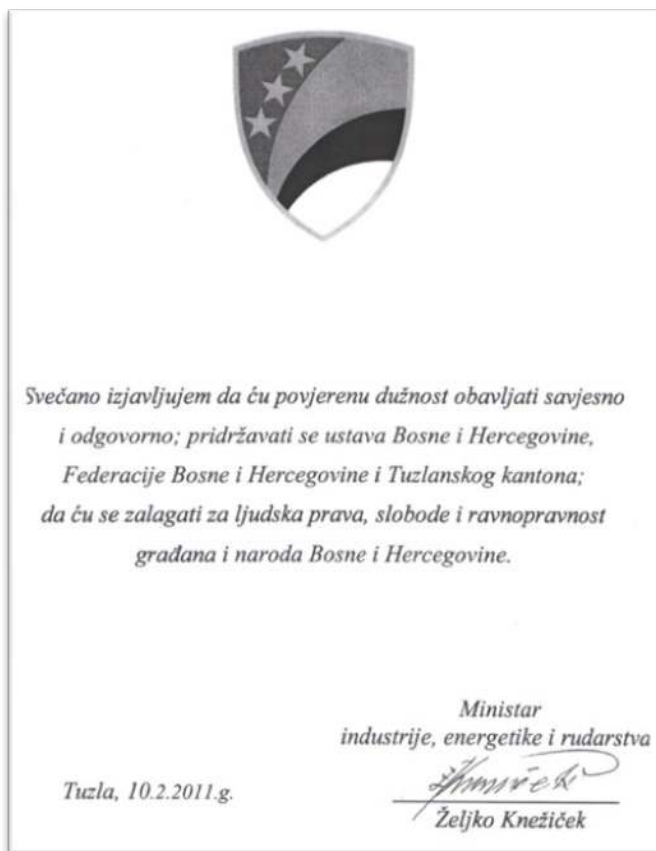 Svečano izjavljujem da ću povjerenu dužnost obavljati savjesno
i odgovorno; pridržavati se ustava Bosne i Hercegovine,
Federacije Bosne i Hercegovine i Tuzlanskog kantona;
da ću se zalagati za ljudska prava, slobode i ravnopravnost
građana i naroda Bosne i Hercegovine.
Ministar
industrije, energetike i rudarstva
Tuzla, 10.2.2011.g.
Željko Knežiček